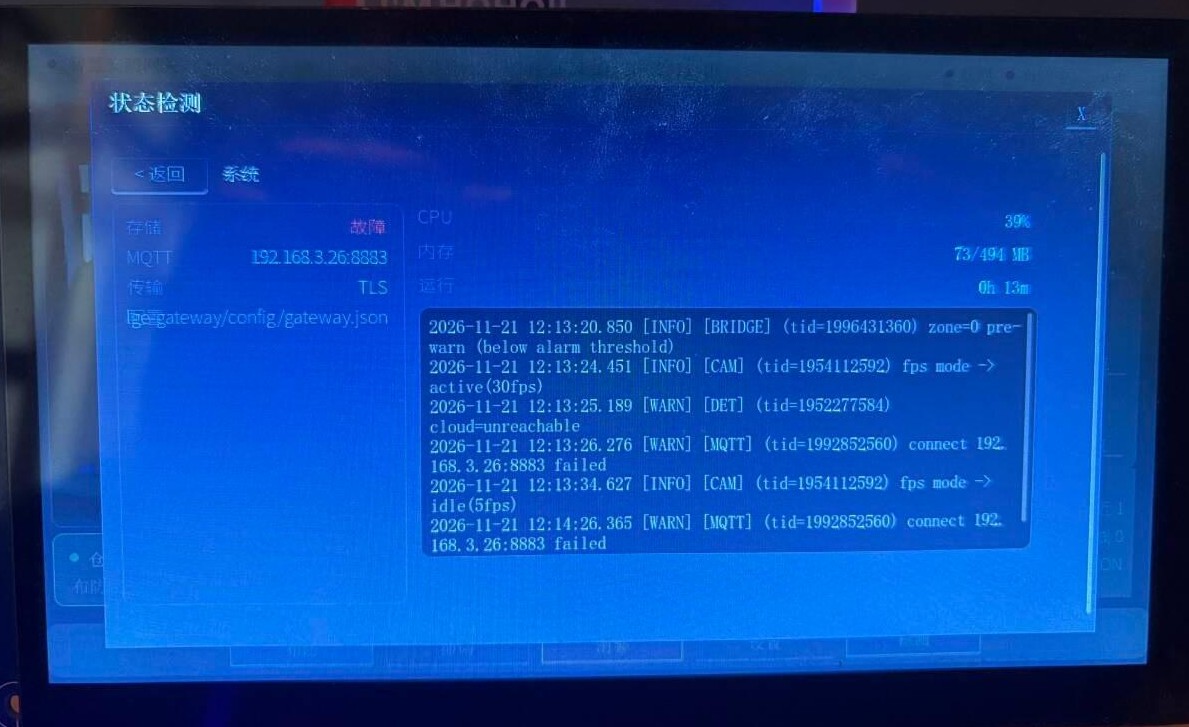 状态检测
X
< 返回
系统
存储 故障
MQTT 192.168.3.26:8883
传输 TLS
gateway/config/gateway.json
CPU 39%
内存 73/494 MB
运行 0h 13m
2026-11-21 12:13:20.850 [INFO] [BRIDGE] (tid=1996431360) zone=0 pre-
warn (below alarm threshold)
2026-11-21 12:13:24.451 [INFO] [CAM] (tid=1954112592) fps mode ->
active(30fps)
2026-11-21 12:13:25.189 [WARN] [DET] (tid=1952277584)
cloud=unreachable
2026-11-21 12:13:26.276 [WARN] [MQTT] (tid=1992852560) connect 192.
168.3.26:8883 failed
2026-11-21 12:13:34.627 [INFO] [CAM] (tid=1954112592) fps mode ->
idle(5fps)
2026-11-21 12:14:26.365 [WARN] [MQTT] (tid=1992852560) connect 192.
168.3.26:8883 failed